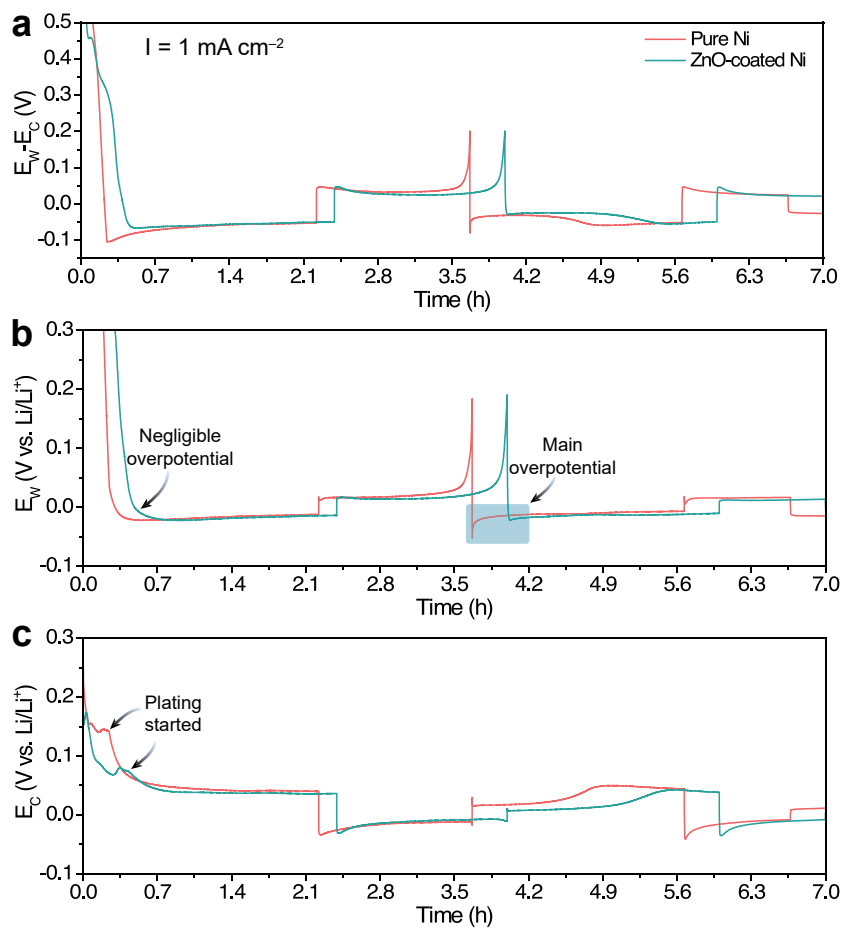 a
I = 1 mA cm⁻²
Pure Ni
ZnO-coated Ni
E_W-E_C (V)
0.5
0.4
0.3
0.2
0.1
0.0
-0.1
0.0 0.7 1.4 2.1 2.8 3.5 4.2 4.9 5.6 6.3 7.0
Time (h)
b
E_W (V vs. Li/Li⁺)
0.3
0.2
0.1
0.0
-0.1
Negligible
overpotential
Main
overpotential
0.0 0.7 1.4 2.1 2.8 3.5 4.2 4.9 5.6 6.3 7.0
Time (h)
c
E_C (V vs. Li/Li⁺)
0.3
0.2
0.1
0.0
-0.1
Plating
started
0.0 0.7 1.4 2.1 2.8 3.5 4.2 4.9 5.6 6.3 7.0
Time (h)